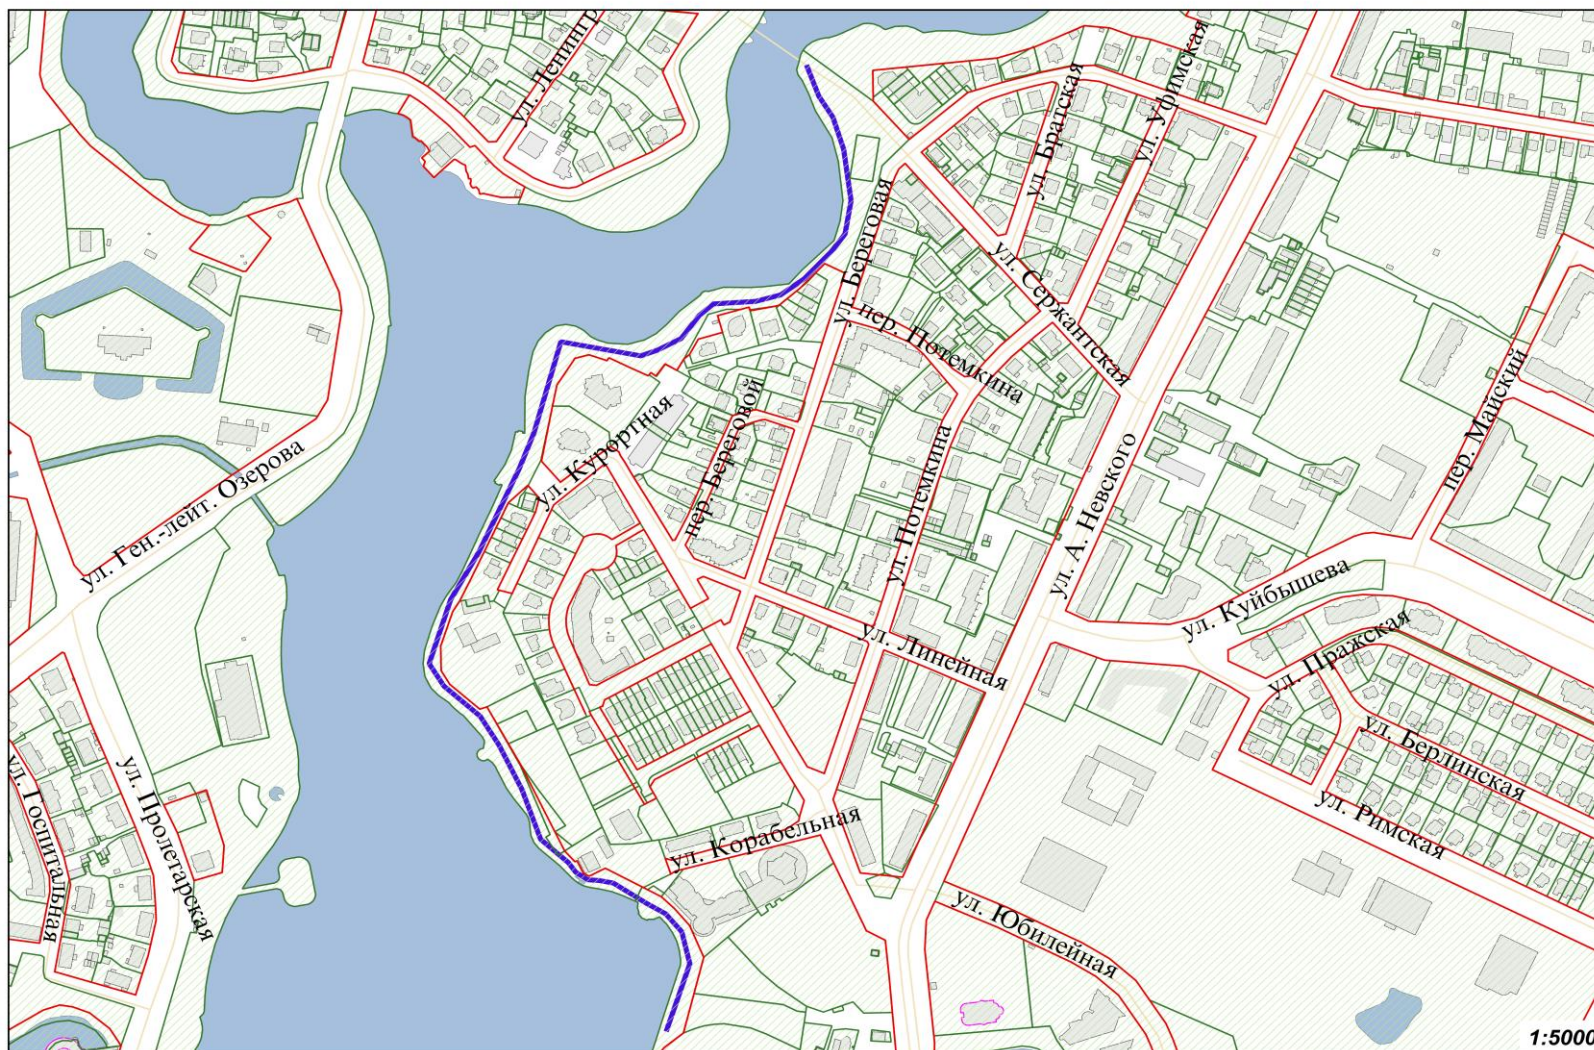 ул. Ленингр
ул. Братская
ул. Уфимская
ул. Береговая
ул. Сержантская
пер. Потемкина
пер. Майский
ул. Курортная
пер. Береговой
ул. Потемкина
ул. А. Невского
ул. Ген.-лейт. Озерова
ул. Куйбышева
ул. Линейная
ул. Пражская
ул. Берлинская
ул. Римская
ул. Госпитальная
ул. Пролетарская
ул. Корабельная
ул. Юбилейная
1:5000